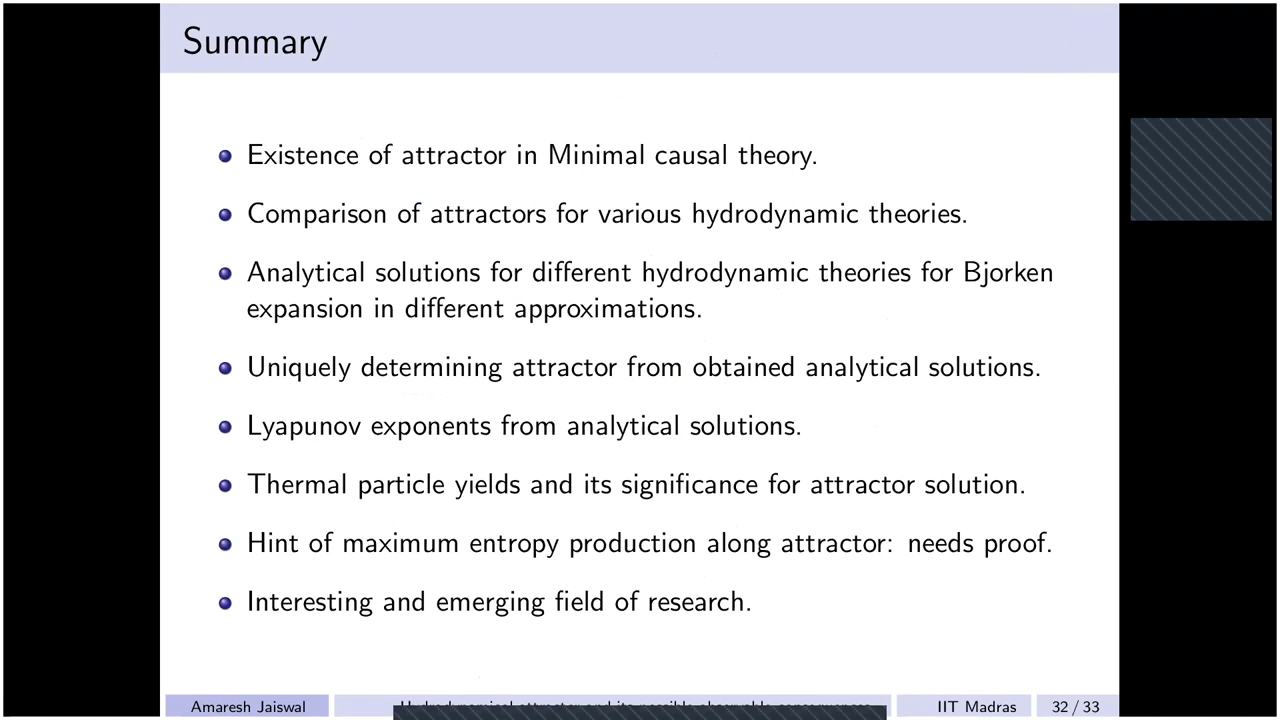 Summary
Existence of attractor in Minimal causal theory.
Comparison of attractors for various hydrodynamic theories.
Analytical solutions for different hydrodynamic theories for Bjorken
expansion in different approximations.
Uniquely determining attractor from obtained analytical solutions.
Lyapunov exponents from analytical solutions.
Thermal particle yields and its significance for attractor solution.
Hint of maximum entropy production along attractor: needs proof.
Interesting and emerging field of research.
Amaresh Jaiswal
IIT Madras
32 / 33